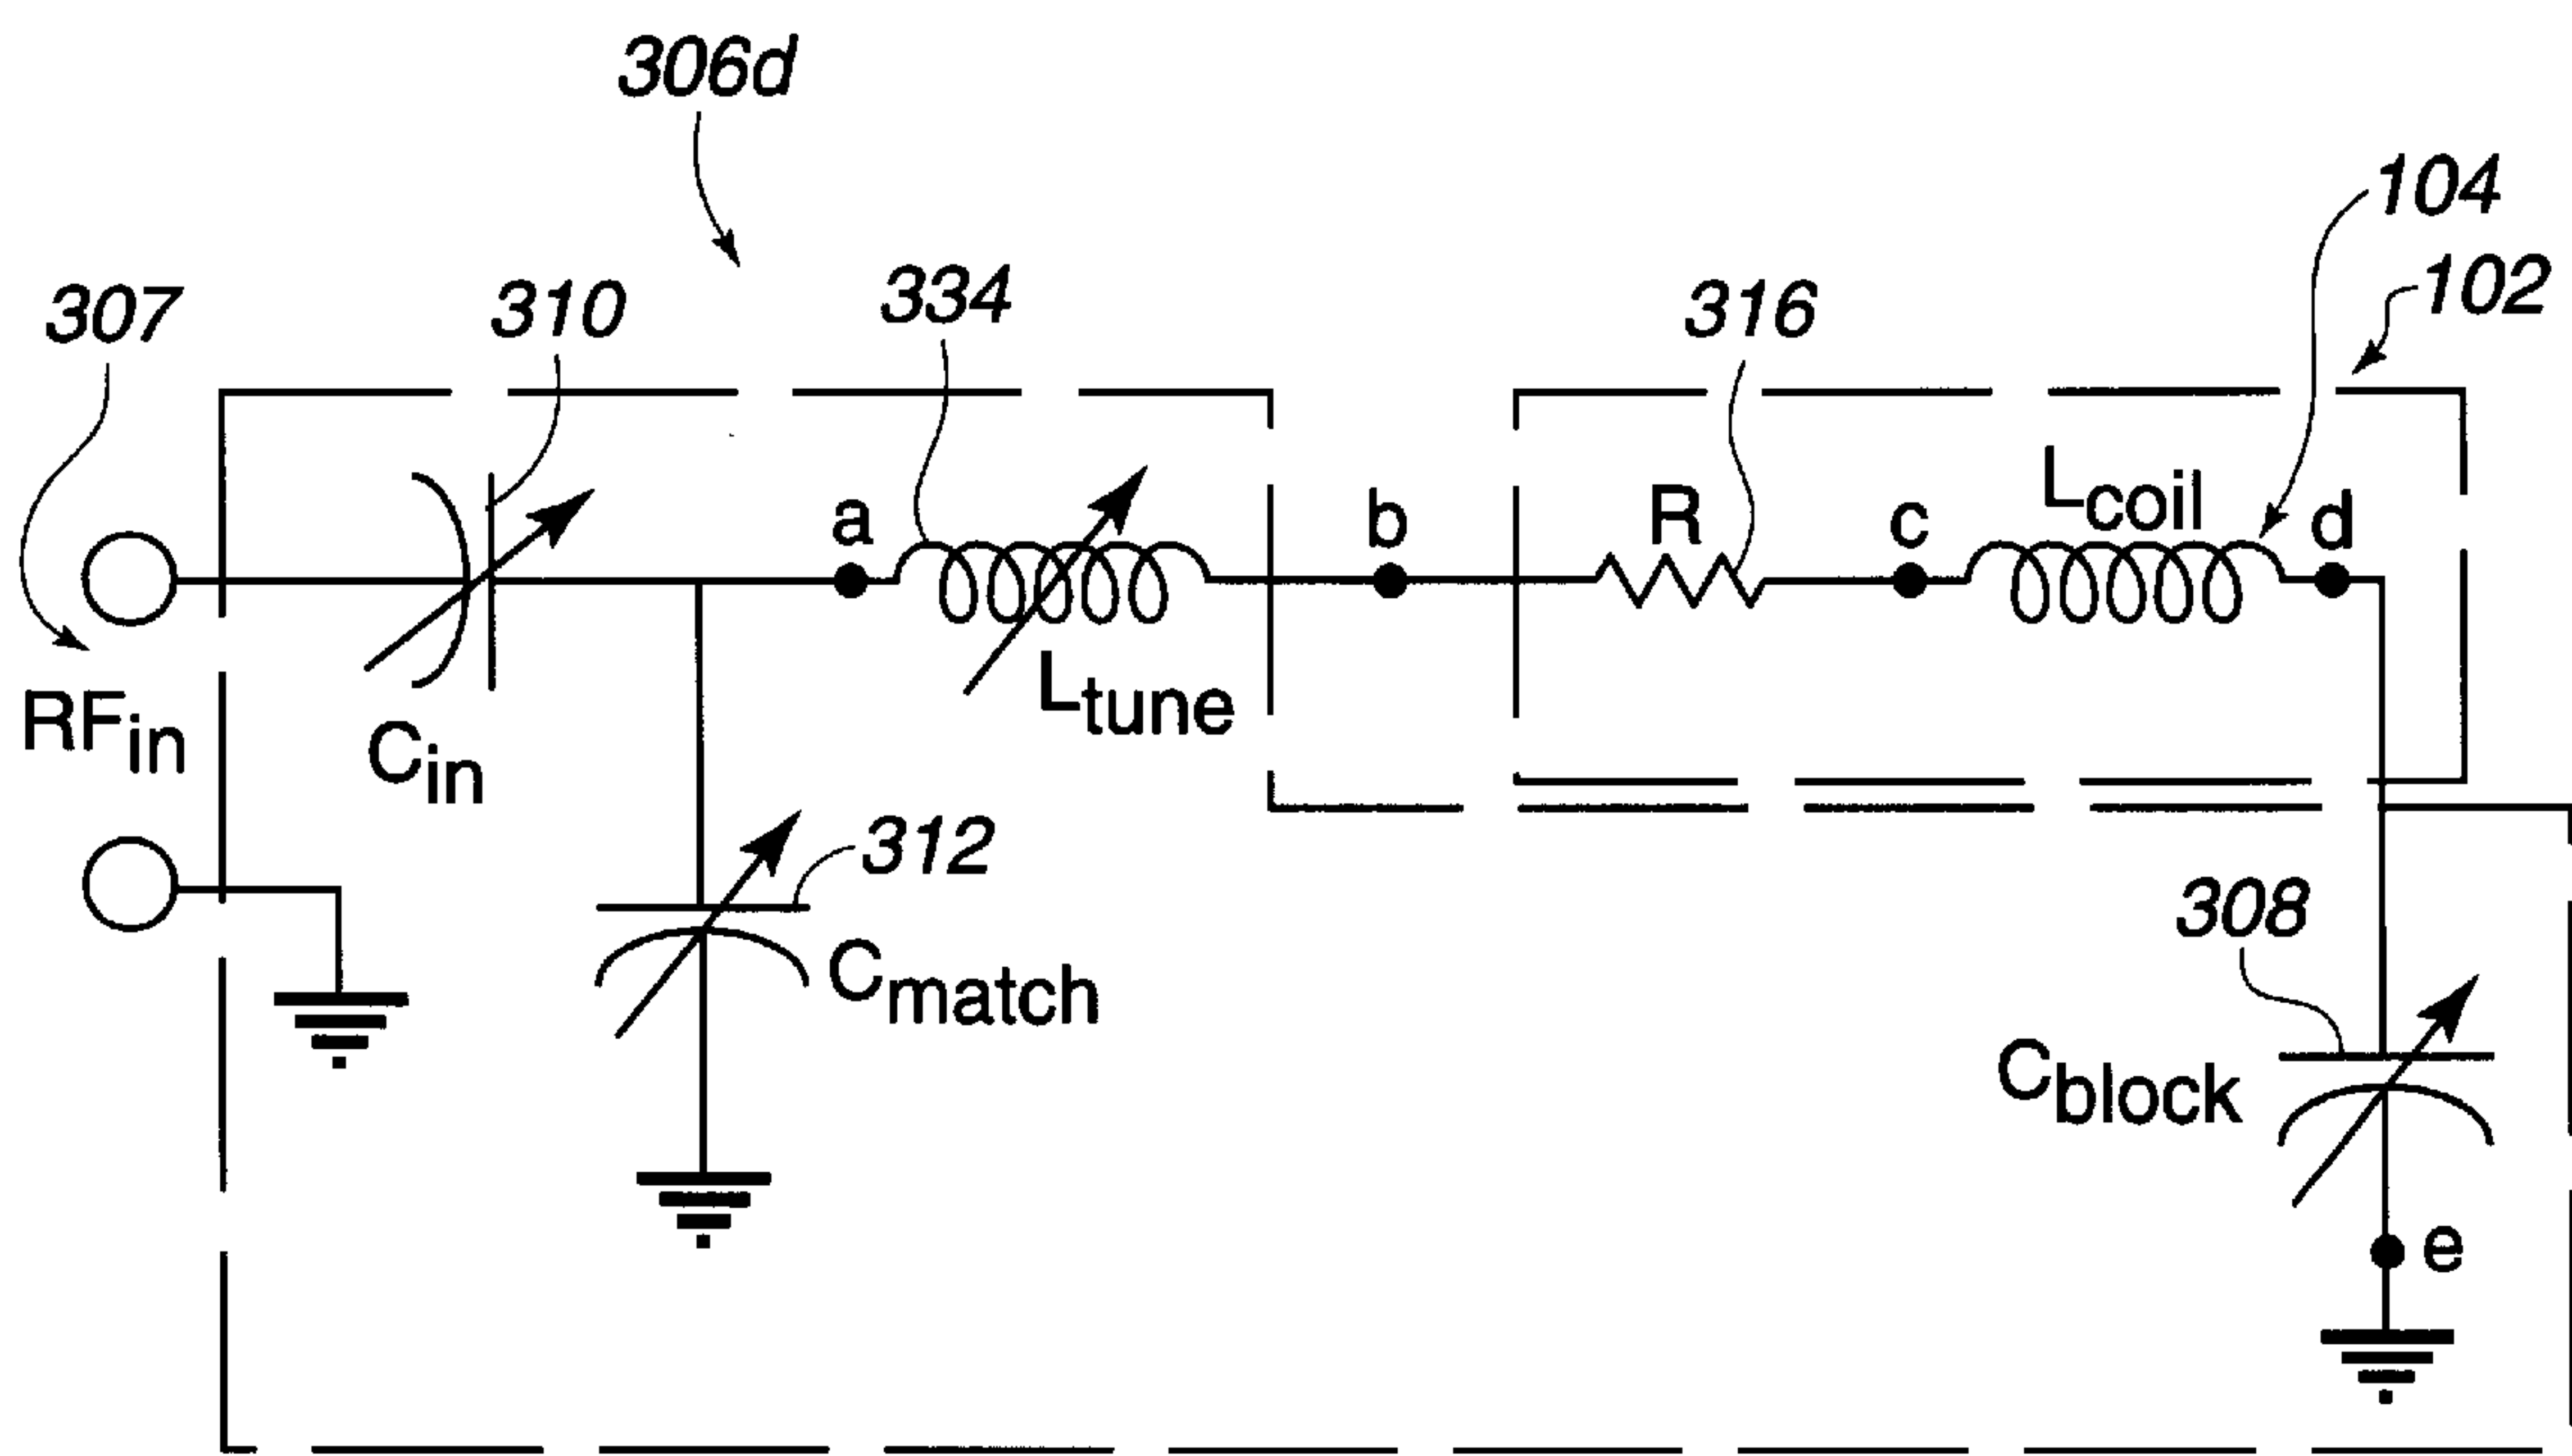 306d
104
102
307
310
334
316
RFin
Cin
a
Ltune
b
R
c
Lcoil
d
312
Cmatch
308
Cblock
e